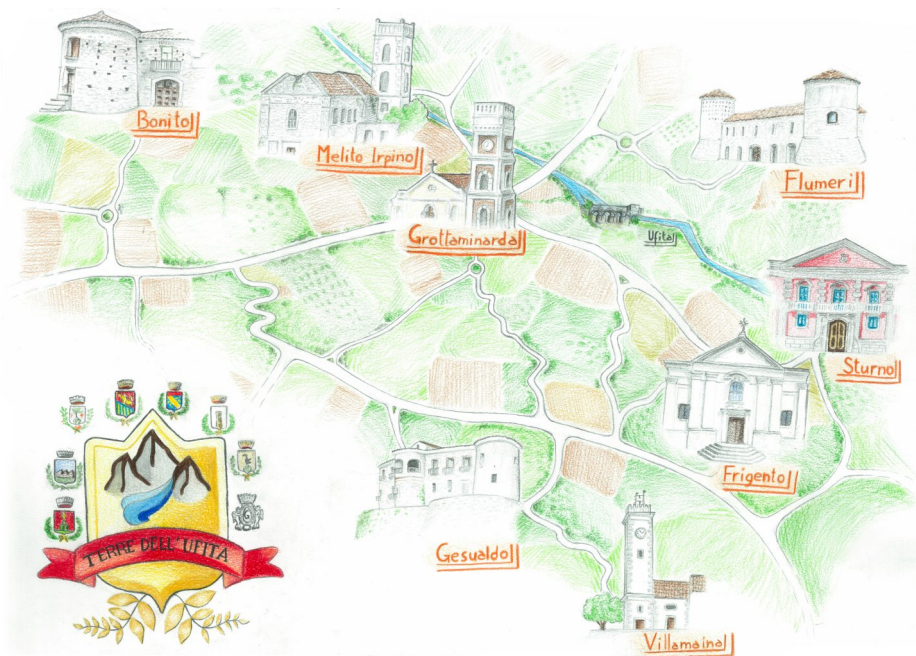 Bonito
Melito Irpino
Grottaminarda
Flumeri
Ufita
Sturno
Frigento
Gesualdo
Villamaina
TERRE DELL'UFITA